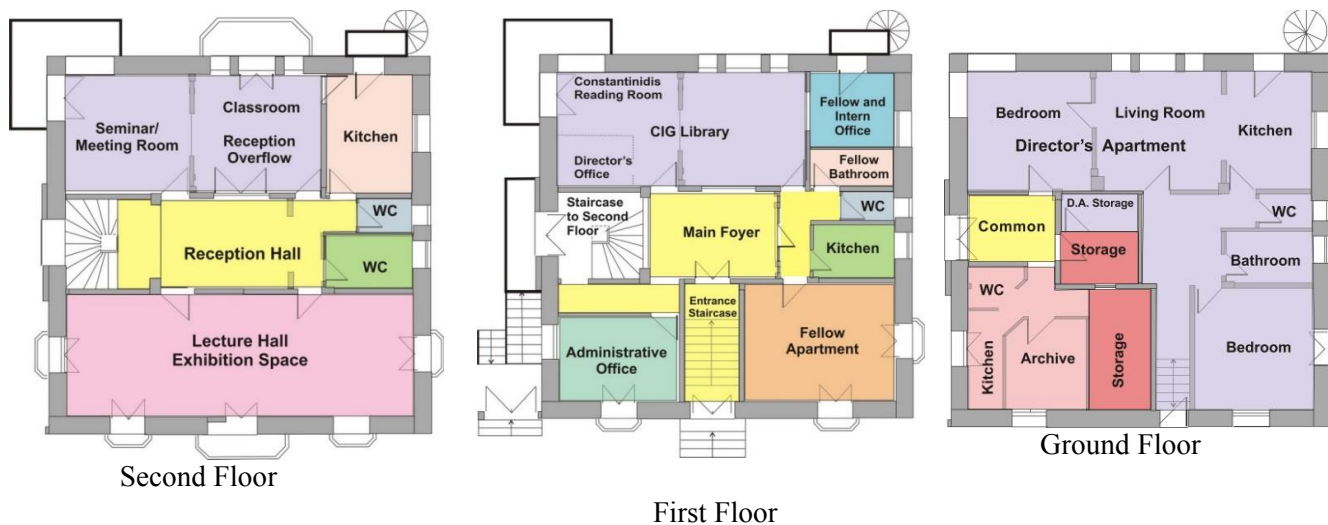 Seminar/
Meeting Room
Classroom
Reception
Overflow
Kitchen
WC
Reception Hall
WC
Lecture Hall
Exhibition Space
Second Floor
Constantinidis
Reading Room
CIG Library
Director's
Office
Fellow and
Intern
Office
Fellow
Bathroom
Staircase
to Second
Floor
Main Foyer
WC
Kitchen
Entrance
Staircase
Administrative
Office
Fellow
Apartment
First Floor
Bedroom
Living Room
Kitchen
Director's Apartment
Common
D.A. Storage
Storage
WC
Bathroom
WC
Kitchen
Archive
Storage
Bedroom
Ground Floor